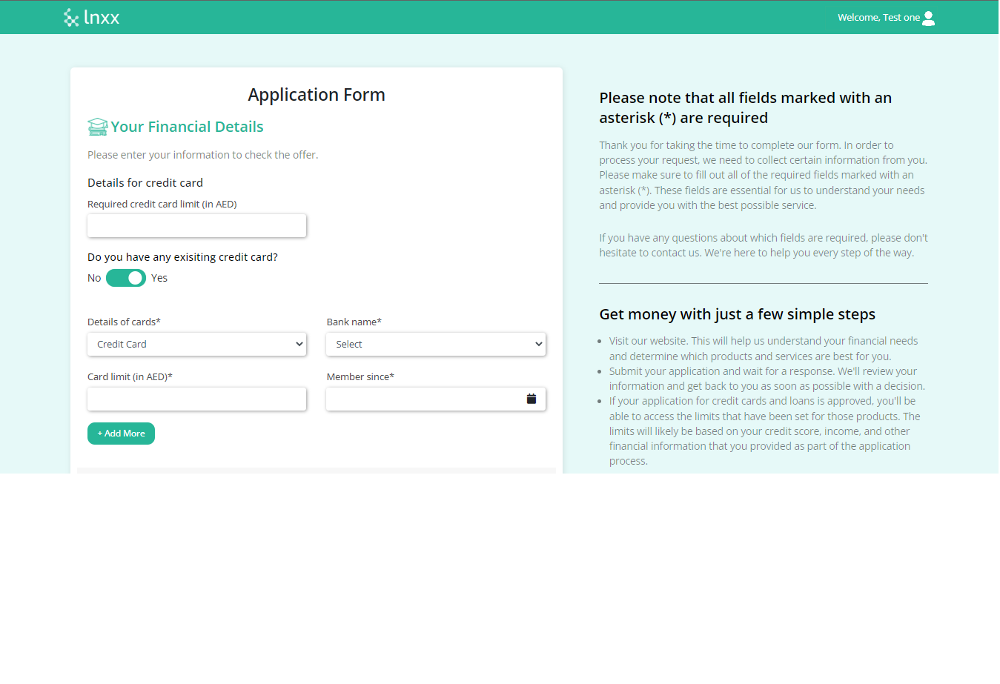 lnxx
Welcome, Test one
Application Form
Your Financial Details
Please enter your information to check the offer.
Details for credit card
Required credit card limit (in AED)
Do you have any exisiting credit card?
No Yes
Details of cards*
Bank name*
Credit Card
Select
Card limit (in AED)*
Member since*
+ Add More
Please note that all fields marked with an
asterisk (*) are required
Thank you for taking the time to complete our form. In order to
process your request, we need to collect certain information from you.
Please make sure to fill out all of the required fields marked with an
asterisk (*). These fields are essential for us to understand your needs
and provide you with the best possible service.
If you have any questions about which fields are required, please don't
hesitate to contact us. We're here to help you every step of the way.
Get money with just a few simple steps
• Visit our website. This will help us understand your financial needs
and determine which products and services are best for you.
• Submit your application and wait for a response. We'll review your
information and get back to you as soon as possible with a decision.
• If your application for credit cards and loans is approved, you'll be
able to access the limits that have been set for those products. The
limits will likely be based on your credit score, income, and other
financial information that you provided as part of the application
process.